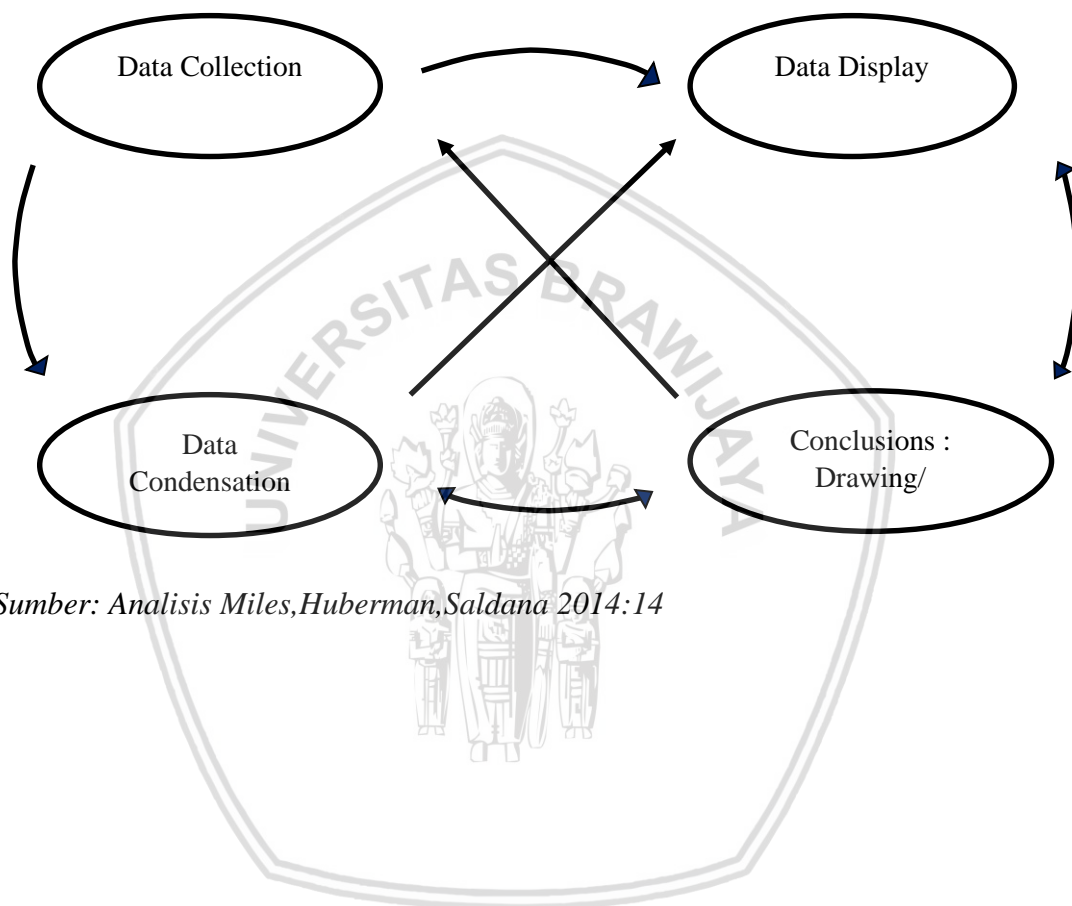 Data Collection
Data Display
UNIVERSITAS BRAWIJAYA
Data
Condensation
Conclusions :
Drawing/
Sumber: Analisis Miles,Huberman,Saldana 2014:14